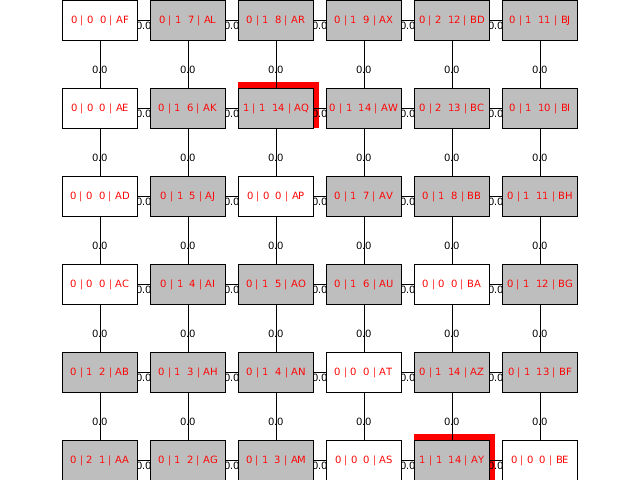 0 | 0 0 | AF 0.0 0 | 1 7 | AL 0.0 0 | 1 8 | AR 0.0 0 | 1 9 | AX 0.0 0 | 2 12 | BD 0.0 0 | 1 11 | BJ
0.0 0.0 0.0 0.0 0.0 0.0
0 | 0 0 | AE 0.0 0 | 1 6 | AK 0.0 1 | 1 14 | AQ 0.0 0 | 1 14 | AW 0.0 0 | 2 13 | BC 0.0 0 | 1 10 | BI
0.0 0.0 0.0 0.0 0.0 0.0
0 | 0 0 | AD 0.0 0 | 1 5 | AJ 0.0 0 | 0 0 | AP 0.0 0 | 1 7 | AV 0.0 0 | 1 8 | BB 0.0 0 | 1 11 | BH
0.0 0.0 0.0 0.0 0.0 0.0
0 | 0 0 | AC 0.0 0 | 1 4 | AI 0.0 0 | 1 5 | AO 0.0 0 | 1 6 | AU 0.0 0 | 0 0 | BA 0.0 0 | 1 12 | BG
0.0 0.0 0.0 0.0 0.0 0.0
0 | 1 2 | AB 0.0 0 | 1 3 | AH 0.0 0 | 1 4 | AN 0.0 0 | 0 0 | AT 0.0 0 | 1 14 | AZ 0.0 0 | 1 13 | BF
0.0 0.0 0.0 0.0 0.0 0.0
0 | 2 1 | AA 0.0 0 | 1 2 | AG 0.0 0 | 1 3 | AM 0.0 0 | 0 0 | AS 0.0 1 | 1 14 | AY 0.0 0 | 0 0 | BE